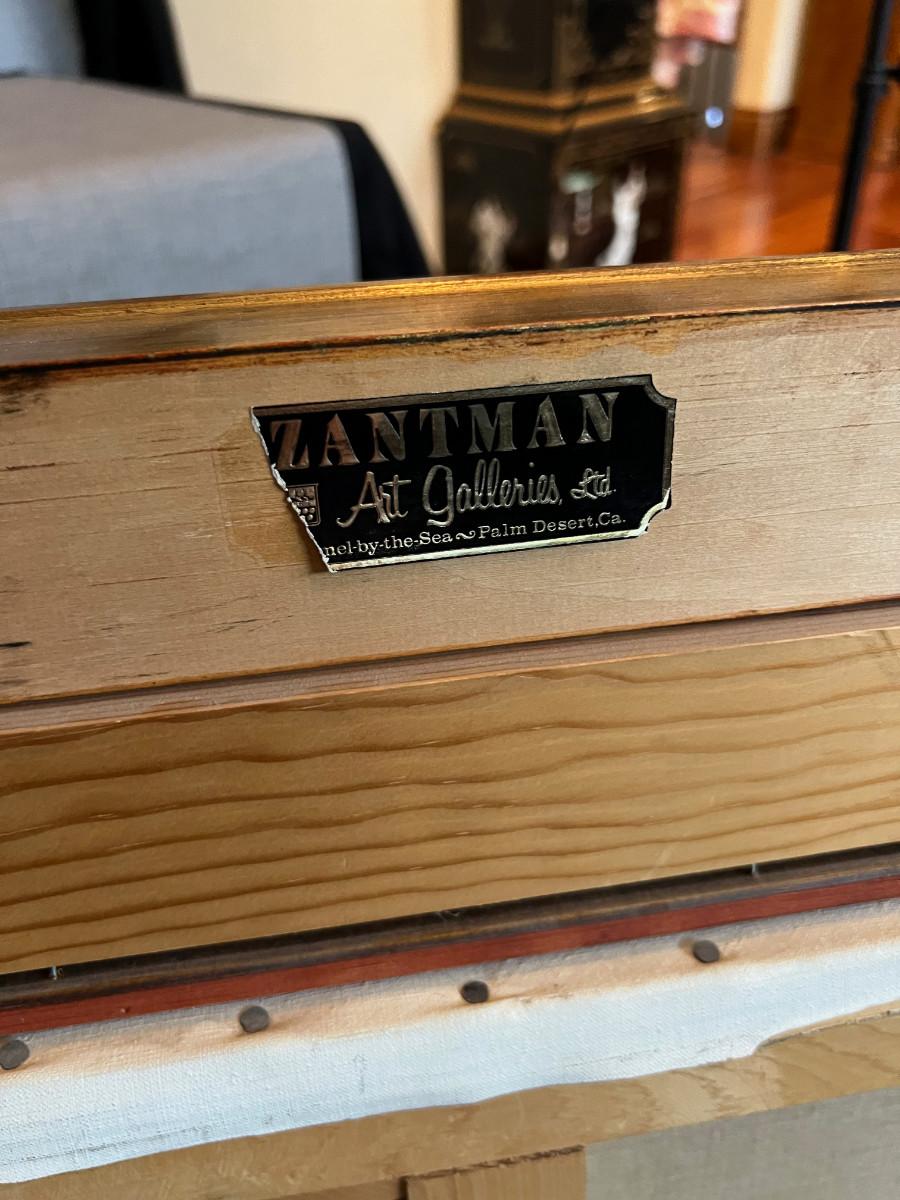 ZANTMAN
Art Galleries, Ltd.
nel-by-the-Sea~Palm Desert, Ca.